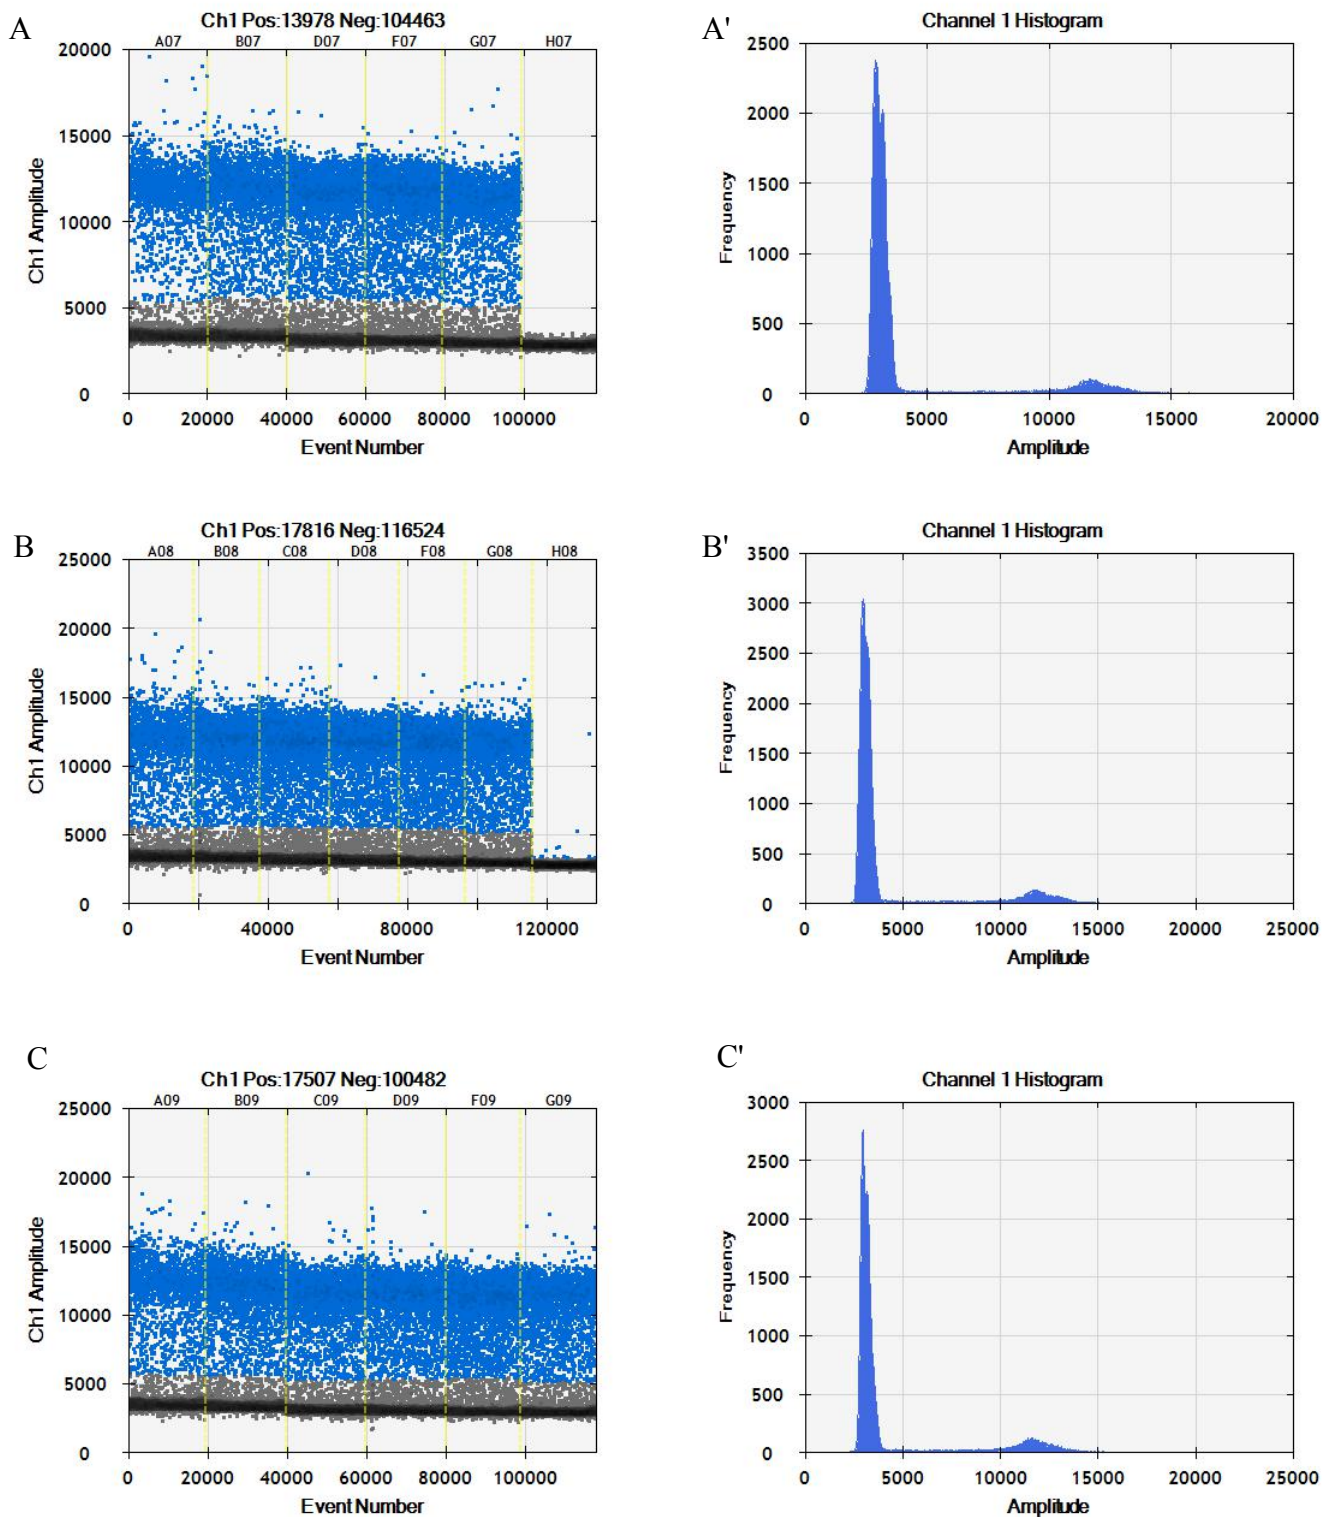 A
Ch1 Pos:13978 Neg:104463
A07 B07 D07 F07 G07 H07
20000
15000
10000
5000
0
Ch1 Amplitude
0 20000 40000 60000 80000 100000
Event Number
A'
Channel 1 Histogram
2500
2000
1500
1000
500
0
Frequency
0 5000 10000 15000 20000
Amplitude
B
Ch1 Pos:17816 Neg:116524
A08 B08 C08 D08 F08 G08 H08
25000
20000
15000
10000
5000
0
Ch1 Amplitude
0 40000 80000 120000
Event Number
B'
Channel 1 Histogram
3500
3000
2500
2000
1500
1000
500
0
Frequency
0 5000 10000 15000 20000 25000
Amplitude
C
Ch1 Pos:17507 Neg:100482
A09 B09 C09 D09 F09 G09
25000
20000
15000
10000
5000
0
Ch1 Amplitude
0 20000 40000 60000 80000 100000
Event Number
C'
Channel 1 Histogram
3000
2500
2000
1500
1000
500
0
Frequency
0 5000 10000 15000 20000 25000
Amplitude